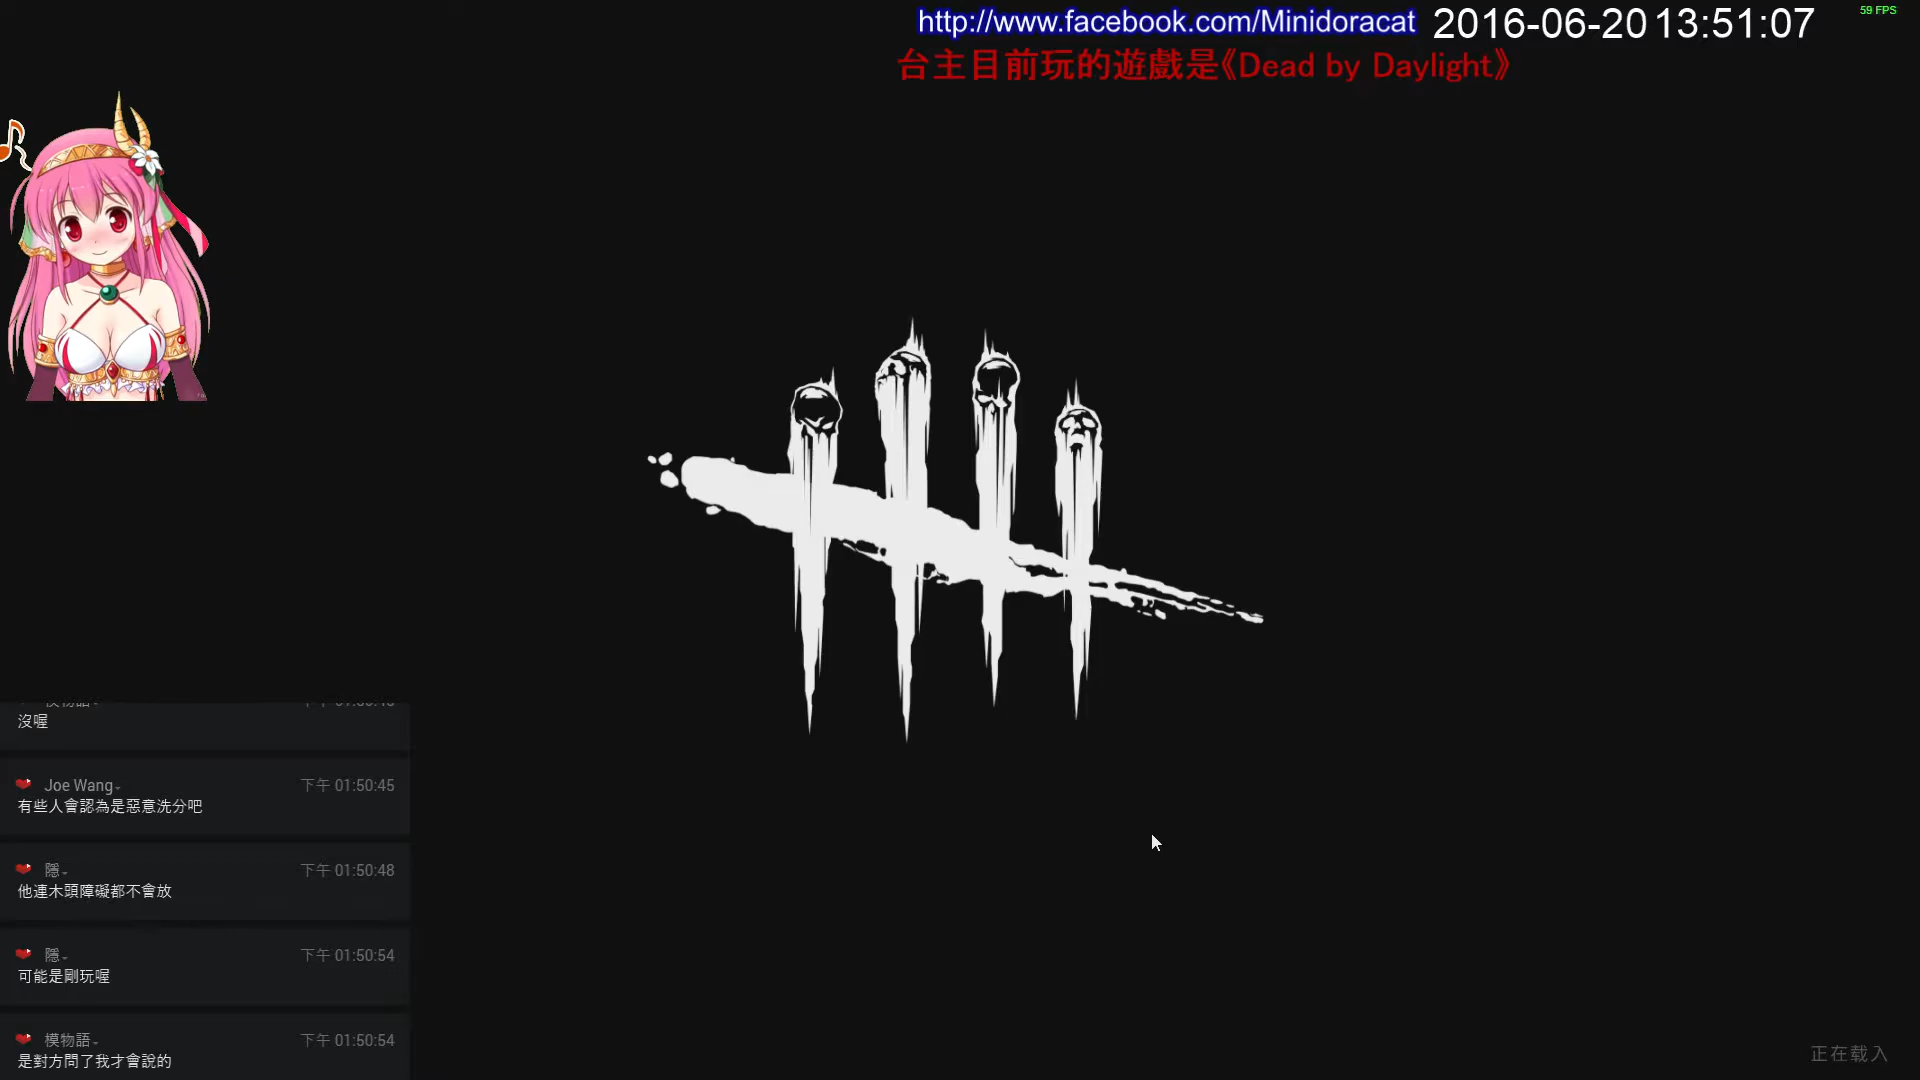 http://www.facebook.com/Minidoracat 2016-06-20 13:51:07 59 FPS
台主目前玩的遊戲是《Dead by Daylight》
沒喔
Joe Wang 下午 01:50:45
有些人會認為是惡意洗分吧
隱 下午 01:50:48
他連木頭障礙都不會放
隱 下午 01:50:54
可能是剛玩喔
模物語 下午 01:50:54
是對方問了我才會說的
正在载入